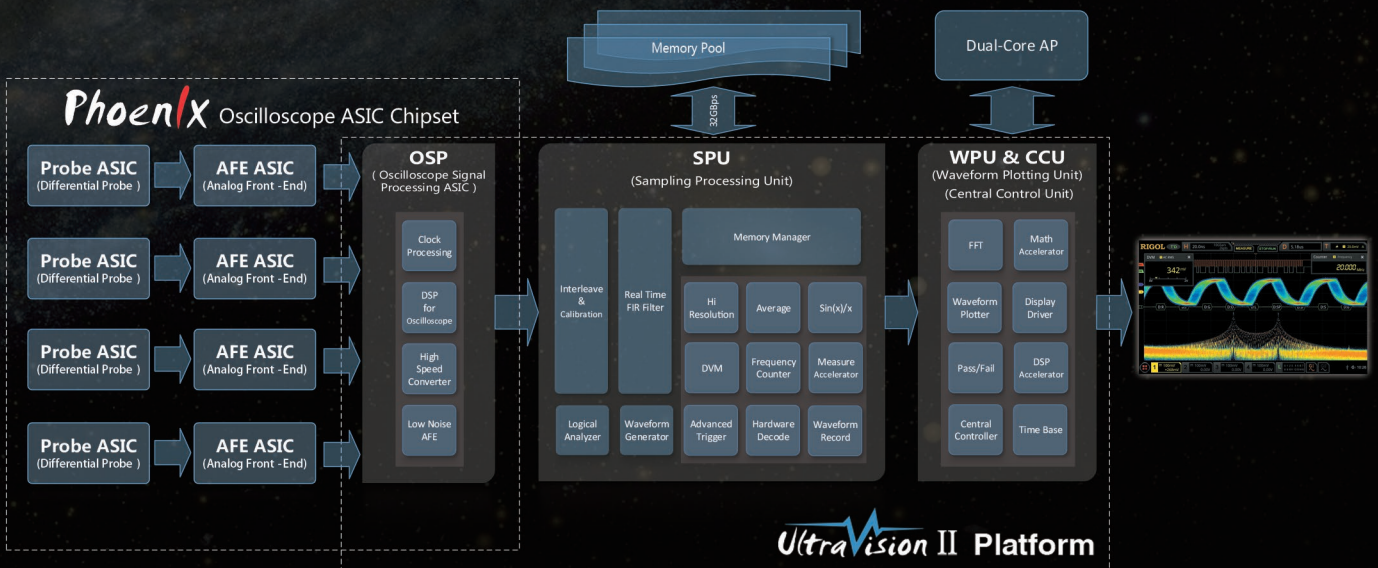 Memory Pool
Dual-Core AP
32GBps
Phoenix Oscilloscope ASIC Chipset
Probe ASIC
(Differential Probe )
AFE ASIC
(Analog Front -End)
Probe ASIC
(Differential Probe )
AFE ASIC
(Analog Front -End)
Probe ASIC
(Differential Probe )
AFE ASIC
(Analog Front -End)
Probe ASIC
(Differential Probe )
AFE ASIC
(Analog Front -End)
OSP
( Oscilloscope Signal
Processing ASIC )
Clock
Processing
DSP
for
Oscilloscope
High
Speed
Converter
Low Noise
AFE
SPU
(Sampling Processing Unit)
Interleave
&
Calibration
Real Time
FIR Filter
Memory Manager
Hi
Resolution
Average
Sin(x)/x
DVM
Frequency
Counter
Measure
Accelerator
Logical
Analyzer
Waveform
Generator
Advanced
Trigger
Hardware
Decode
Waveform
Record
WPU & CCU
(Waveform Plotting Unit)
(Central Control Unit)
FFT
Math
Accelerator
Waveform
Plotter
Display
Driver
Pass/Fail
DSP
Accelerator
Central
Controller
Time Base
RIGOL
H
MEASURE
D
T
Counter
342
20.000
UltraVision II Platform